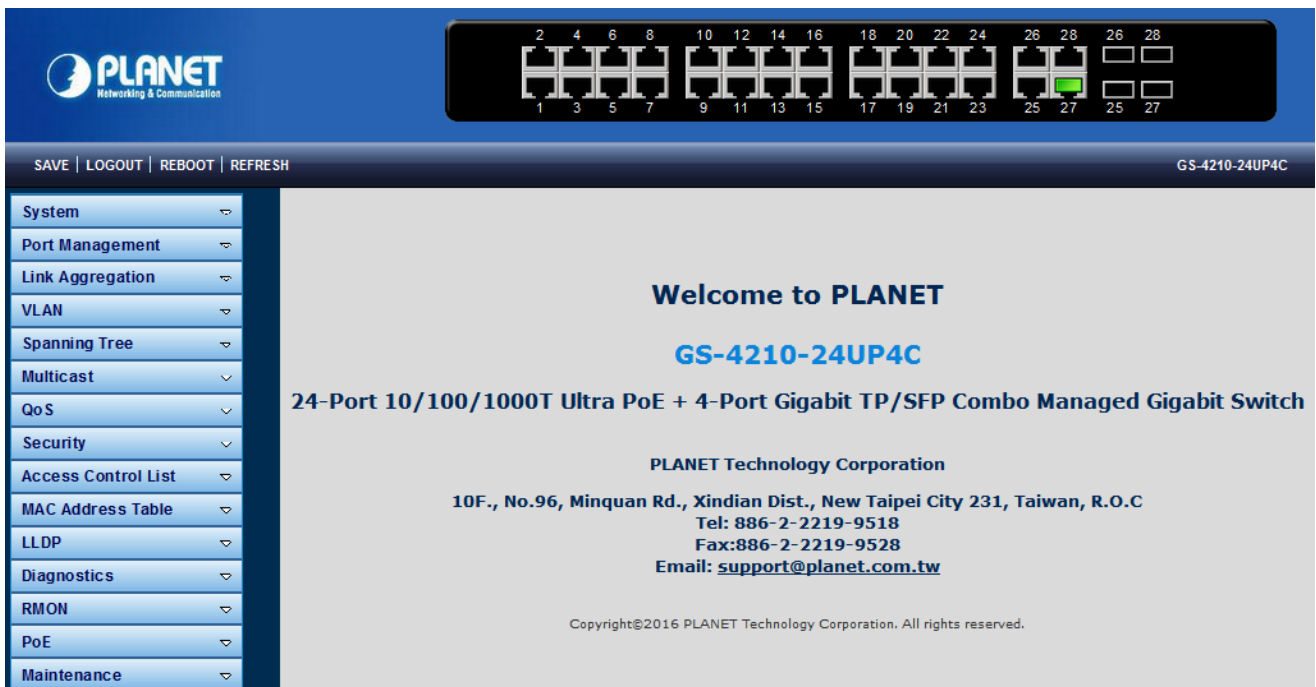 PLANET
Networking & Communication
2 4 6 8 10 12 14 16 18 20 22 24 26 28 26 28
1 3 5 7 9 11 13 15 17 19 21 23 25 27 25 27
SAVE | LOGOUT | REBOOT | REFRESH
GS-4210-24UP4C
System
Port Management
Link Aggregation
VLAN
Spanning Tree
Multicast
QoS
Security
Access Control List
MAC Address Table
LLDP
Diagnostics
RMON
PoE
Maintenance
Welcome to PLANET
GS-4210-24UP4C
24-Port 10/100/1000T Ultra PoE + 4-Port Gigabit TP/SFP Combo Managed Gigabit Switch
PLANET Technology Corporation
10F., No.96, Minquan Rd., Xindian Dist., New Taipei City 231, Taiwan, R.O.C
Tel: 886-2-2219-9518
Fax:886-2-2219-9528
Email: support@planet.com.tw
Copyright©2016 PLANET Technology Corporation. All rights reserved.